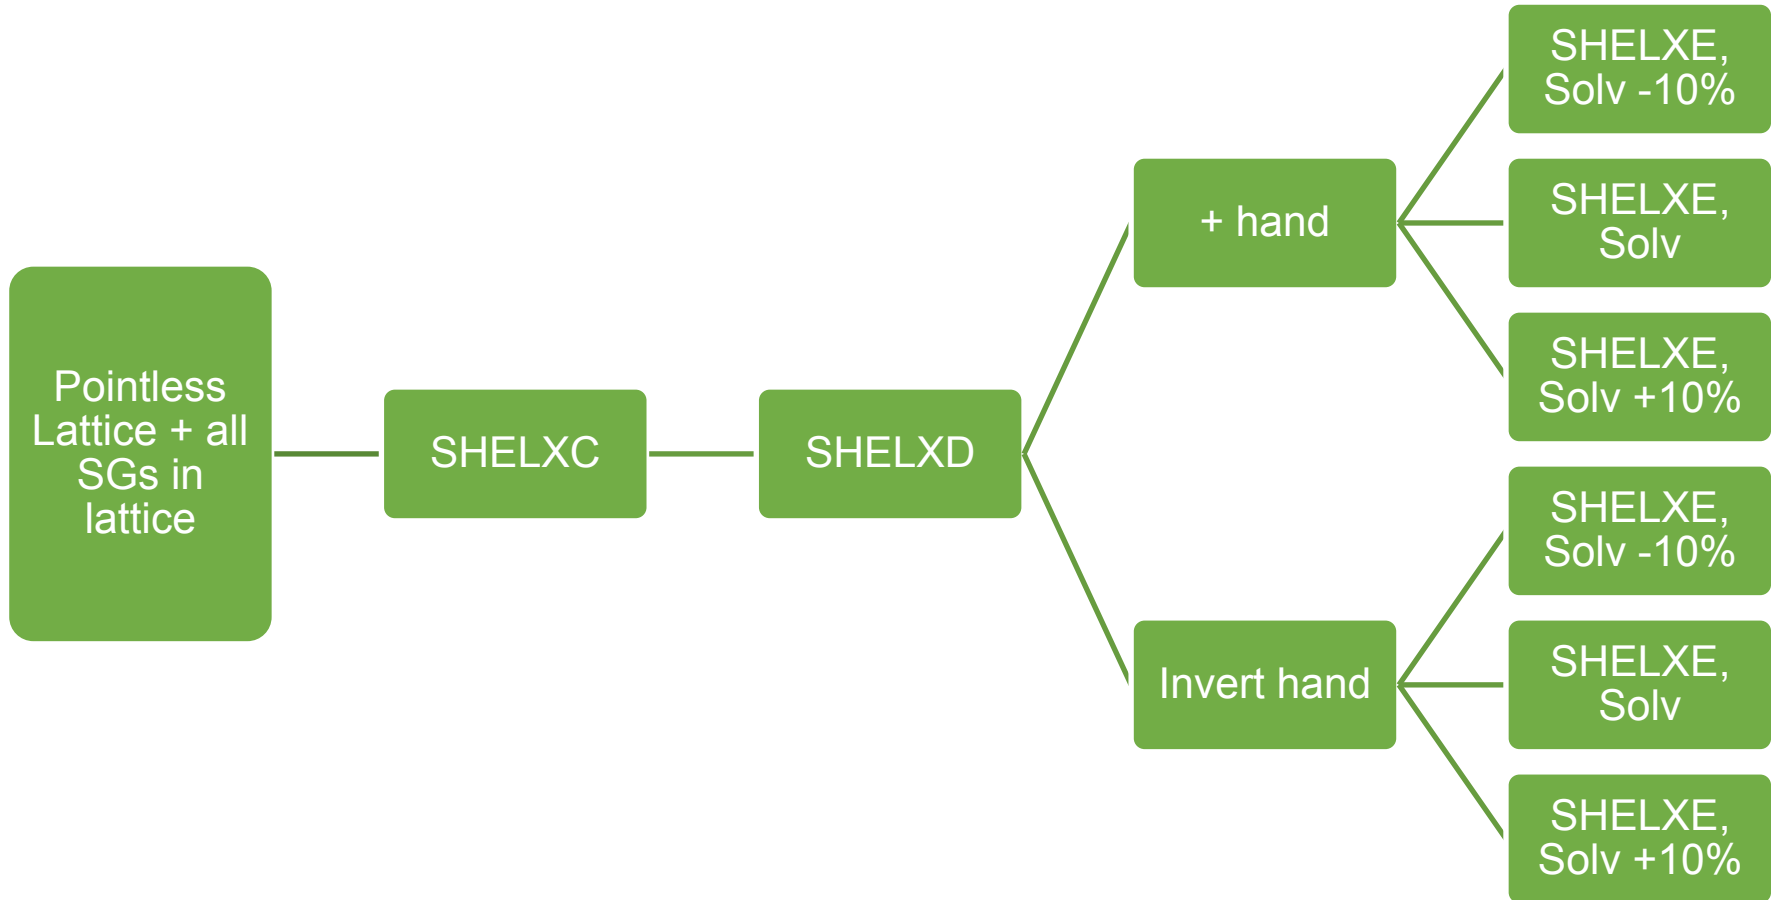 Pointless
Lattice + all
SGs in
lattice
SHELXC
SHELXD
+ hand
Invert hand
SHELXE,
Solv -10%
SHELXE,
Solv
SHELXE,
Solv +10%
SHELXE,
Solv -10%
SHELXE,
Solv
SHELXE,
Solv +10%